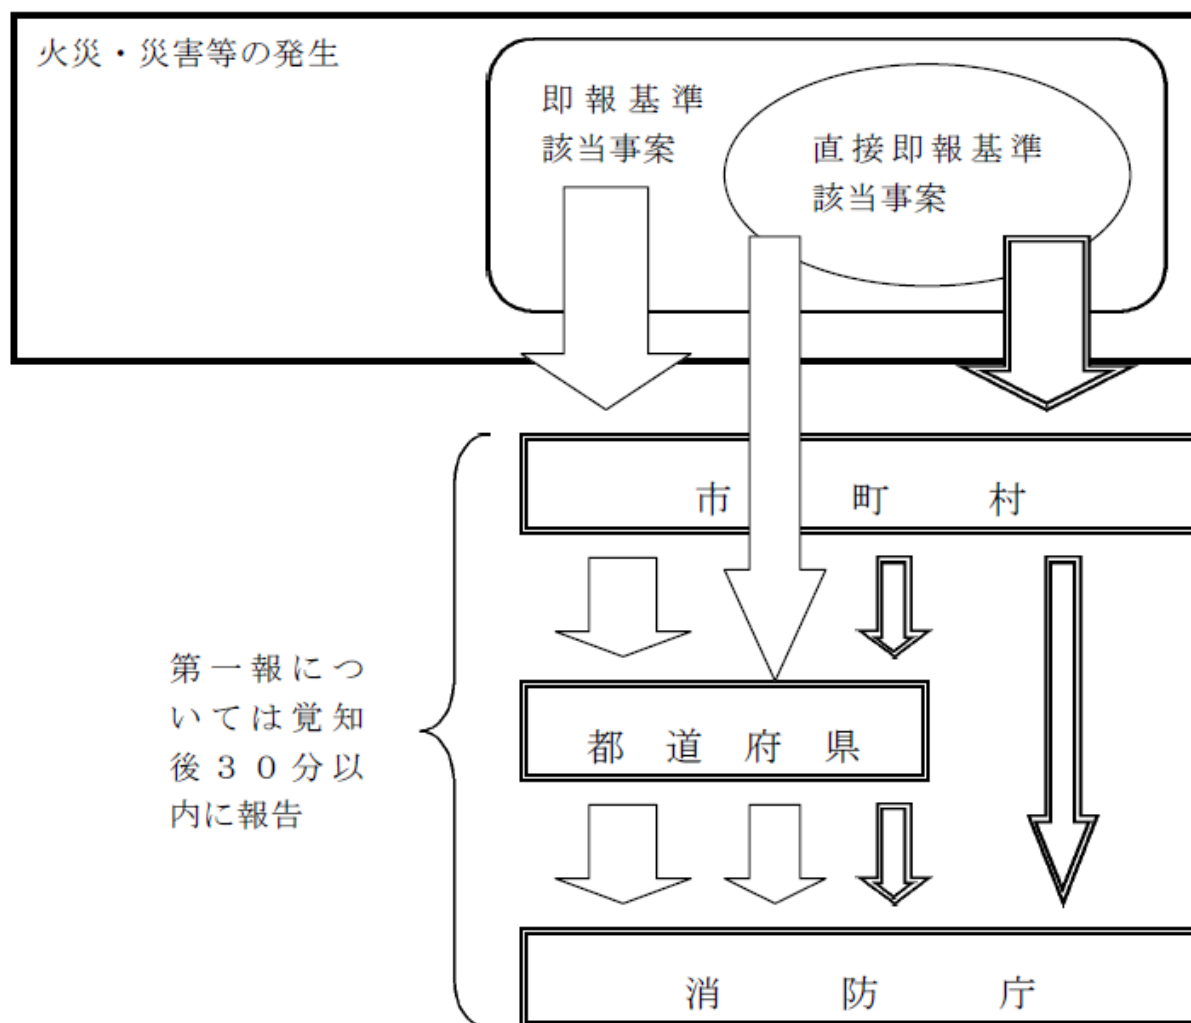 火災・災害等の発生
即報基準
該当事案
直接即報基準
該当事案
市町村
第一報につ
いては覚知
後３０分以
内に報告
都道府県
消防庁